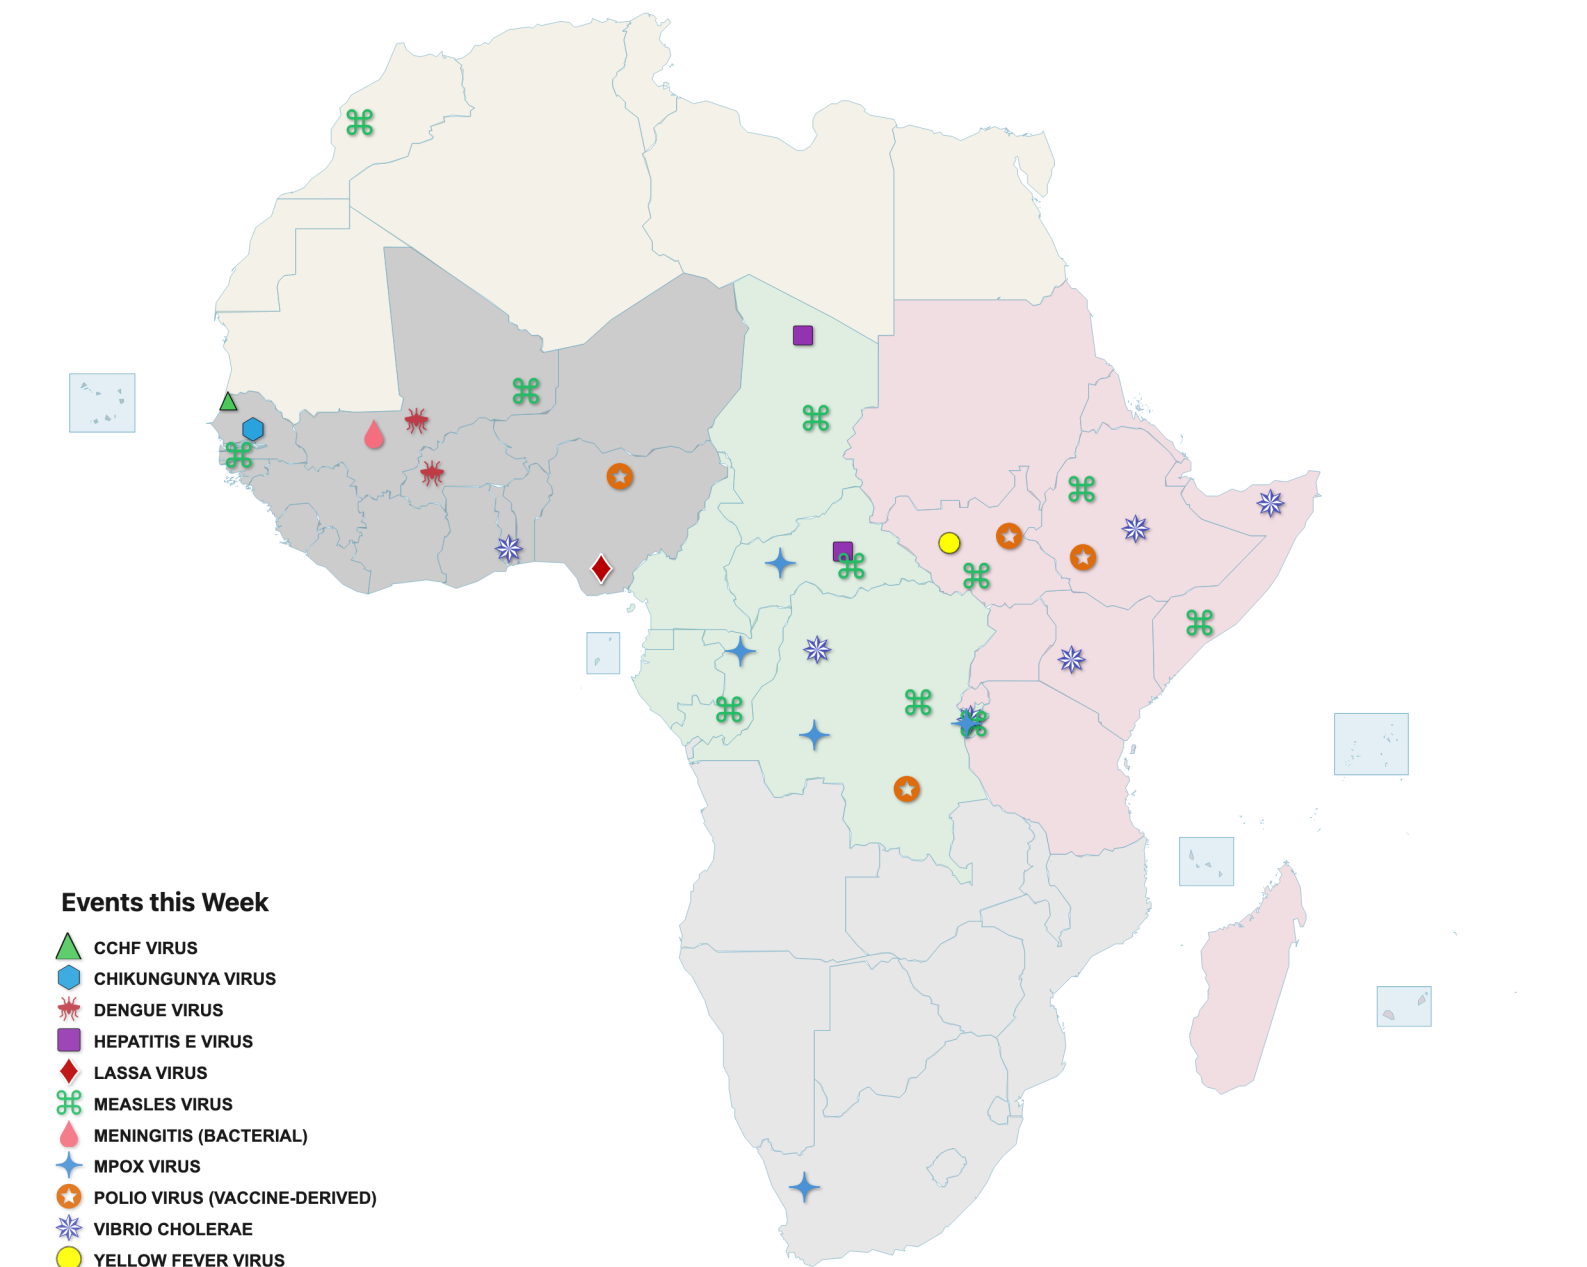 Events this Week
CCHF VIRUS
CHIKUNGUNYA VIRUS
DENGUE VIRUS
HEPATITIS E VIRUS
LASSA VIRUS
MEASLES VIRUS
MENINGITIS (BACTERIAL)
MPOX VIRUS
POLIO VIRUS (VACCINE-DERIVED)
VIBRIO CHOLERAE
YELLOW FEVER VIRUS